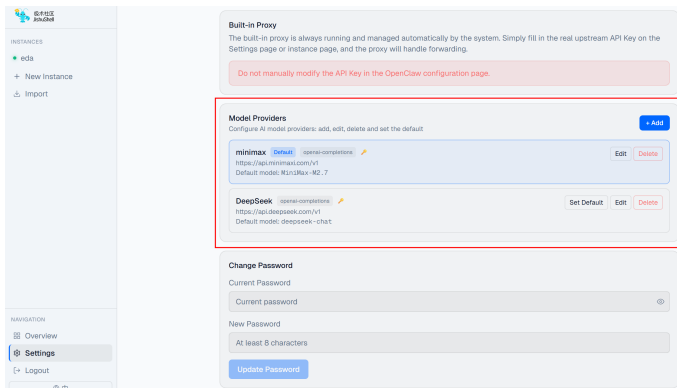 极术社区
JishuShell
INSTANCES
eda
+ New Instance
Import
NAVIGATION
Overview
Settings
Logout
Built-in Proxy
The built-in proxy is always running and managed automatically by the system. Simply fill in the real upstream API Key on the
Settings page or instance page, and the proxy will handle forwarding.
Do not manually modify the API Key in the OpenClaw configuration page.
Model Providers
Configure AI model providers: add, edit, delete and set the default
+ Add
minimax Default openai-completions
Edit Delete
https://api.minimaxi.com/v1
Default model: MiniMax-M2.7
DeepSeek openai-completions
Set Default Edit Delete
https://api.deepseek.com/v1
Default model: deepseek-chat
Change Password
Current Password
Current password
New Password
At least 8 characters
Update Password